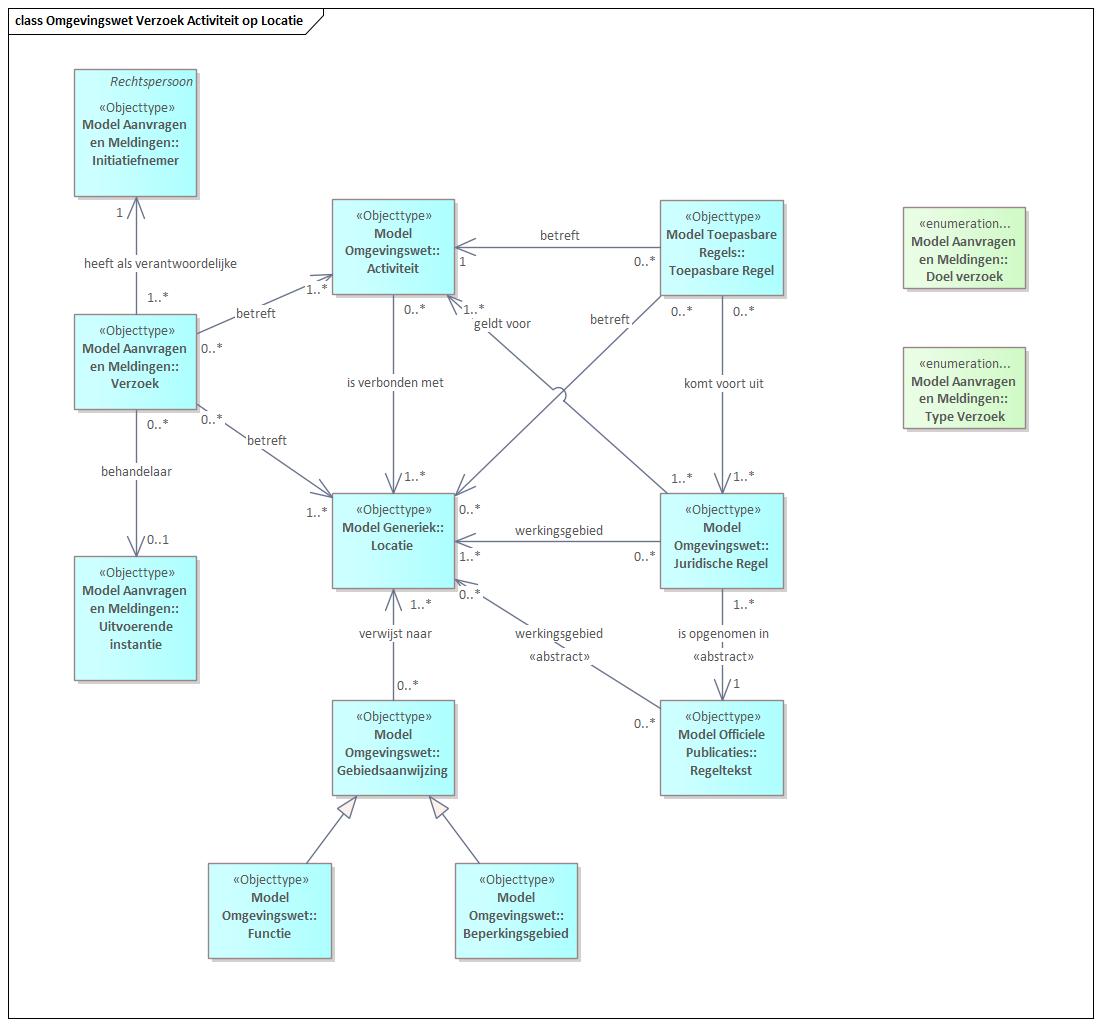 class Omgevingswet Verzoek Activiteit op Locatie
Rechtspersoon
«Objecttype»
Model Aanvragen
en Meldingen::
Initiatiefnemer
1
heeft als verantwoordelijke
1..*
«Objecttype»
Model Aanvragen
en Meldingen::
Verzoek
0..*
betreft
1..*
0..*
betreft
1..*
0..*
behandelaar
0..1
«Objecttype»
Model Aanvragen
en Meldingen::
Uitvoerende
instantie
«Objecttype»
Model
Omgevingswet::
Activiteit
0..*
is verbonden met
1..*
1
betreft
0..*
«Objecttype»
Model Toepasbare
Regels::
Toepasbare Regel
0..*
betreft
0..*
0..*
komt voort uit
1..*
1..*
geldt voor
1..*
«Objecttype»
Model Generiek::
Locatie
1..*
werkingsgebied
0..*
«Objecttype»
Model
Omgevingswet::
Juridische Regel
1..*
is opgenomen in
«abstract»
1
0..*
werkingsgebied
«abstract»
0..*
«Objecttype»
Model Officiele
Publicaties::
Regeltekst
1..*
verwijst naar
0..*
«Objecttype»
Model
Omgevingswet::
Gebiedsaanwijzing
«Objecttype»
Model
Omgevingswet::
Functie
«Objecttype»
Model
Omgevingswet::
Beperkingsgebied
«enumeration...
Model Aanvragen
en Meldingen::
Doel verzoek
«enumeration...
Model Aanvragen
en Meldingen::
Type Verzoek